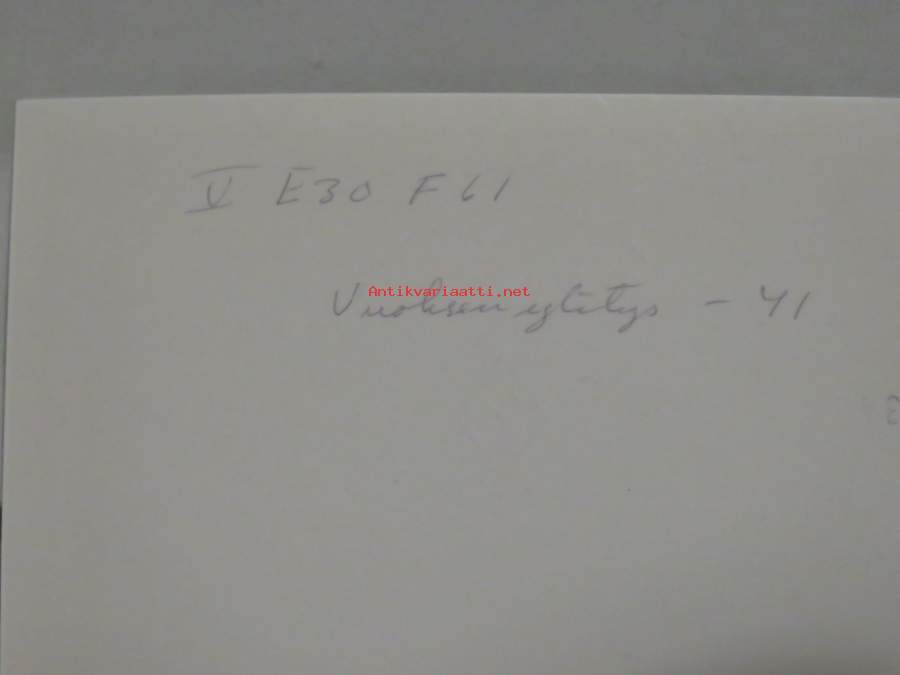 V E30 F61
Antikvariaatti.net
Vuoksen ylitys - 41